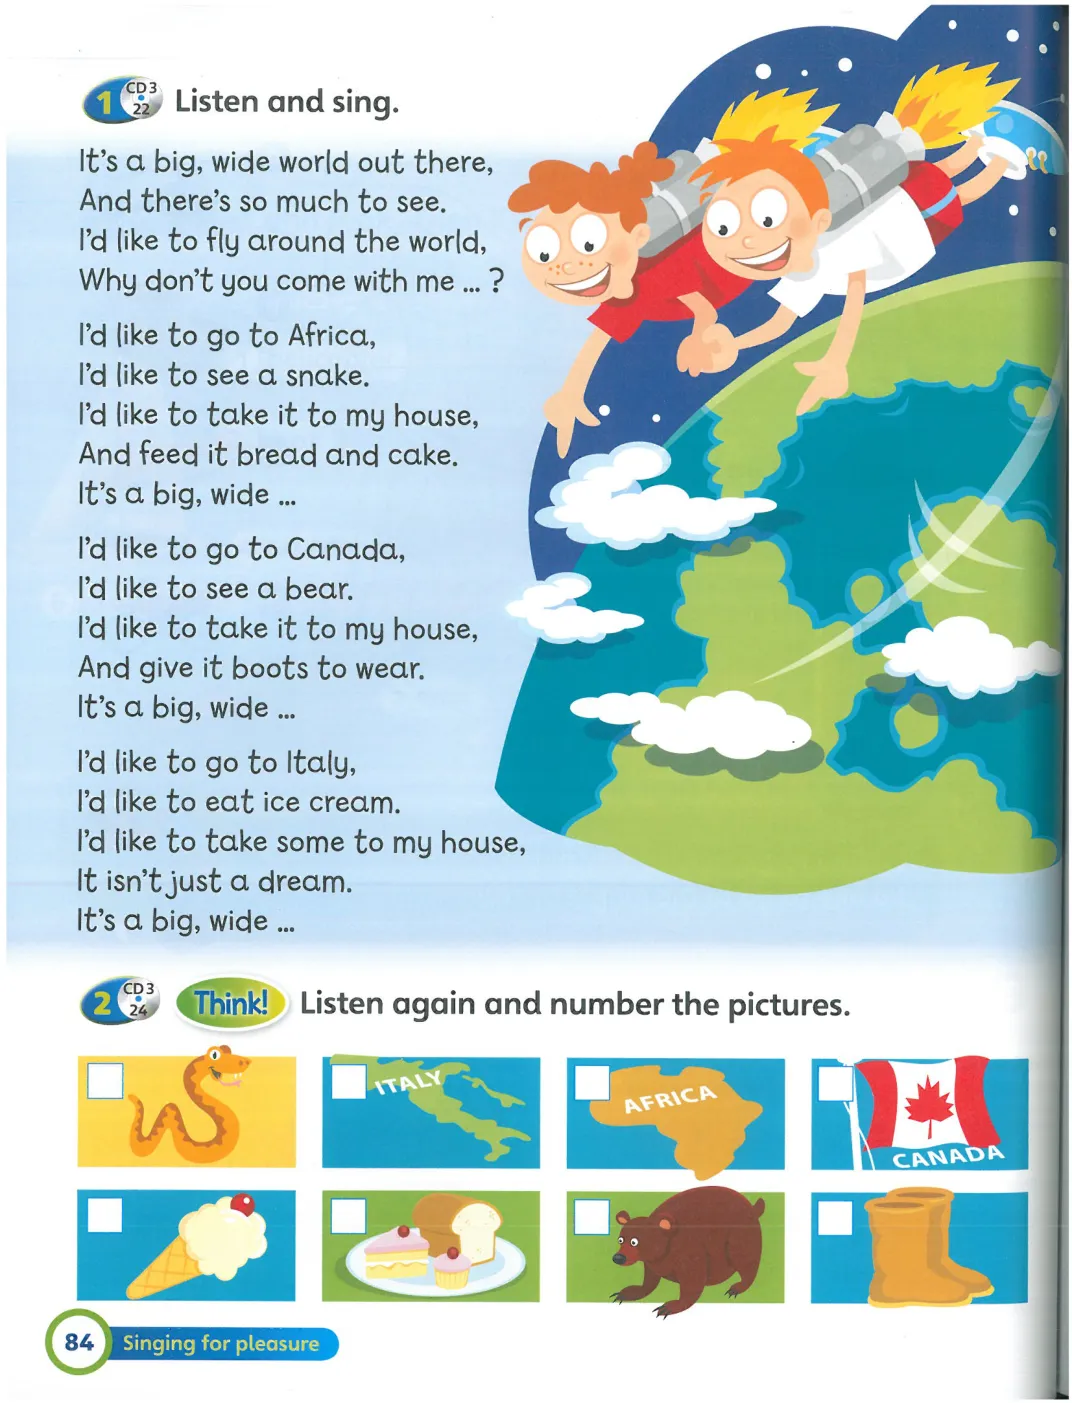 1 CD3 22 Listen and sing.
It's a big, wide world out there,
And there's so much to see.
I'd like to fly around the world,
Why don't you come with me ... ?
I'd like to go to Africa,
I'd like to see a snake.
I'd like to take it to my house,
And feed it bread and cake.
It's a big, wide ...
I'd like to go to Canada,
I'd like to see a bear.
I'd like to take it to my house,
And give it boots to wear.
It's a big, wide ...
I'd like to go to Italy,
I'd like to eat ice cream.
I'd like to take some to my house,
It isn't just a dream.
It's a big, wide ...
2 CD3 24 Think! Listen again and number the pictures.
ITALY
AFRICA
CANADA
84 Singing for pleasure